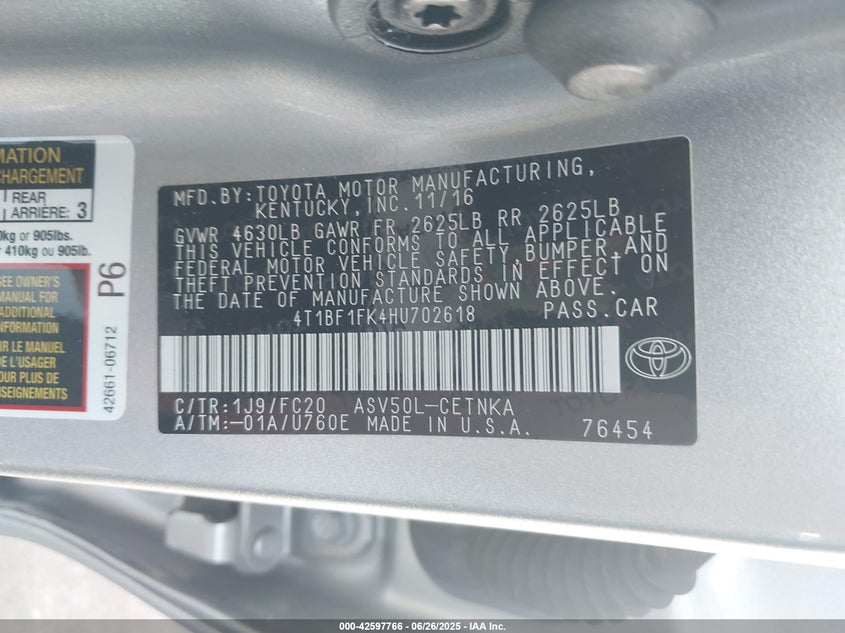 MATION
CHARGEMENT
REAR
ARRIÈRE: 3
kg or 905lbs.
410kg ou 905lb.
SEE OWNER'S
MANUAL FOR
ADDITIONAL
INFORMATION
SUR LE MANUEL
DE L'USAGER
POUR PLUS DE
P6
42661-06712
MFD.BY:TOYOTA MOTOR MANUFACTURING,
KENTUCKY, INC. 11/16
GVWR 4630LB GAWR FR 2625LB RR 2625LB
THIS VEHICLE CONFORMS TO ALL APPLICABLE
FEDERAL MOTOR VEHICLE SAFETY,BUMPER,AND
THEFT PREVENTION STANDARDS IN EFFECT ON
THE DATE OF MANUFACTURE SHOWN ABOVE.
4T1BF1FK4HU702618 PASS.CAR
C/TR:1J9/FC20 ASV50L-CETNKA
A/TM:-01A/U760E MADE IN U.S.A. 76454
000-42597766 - 06/26/2025 - IAA Inc.